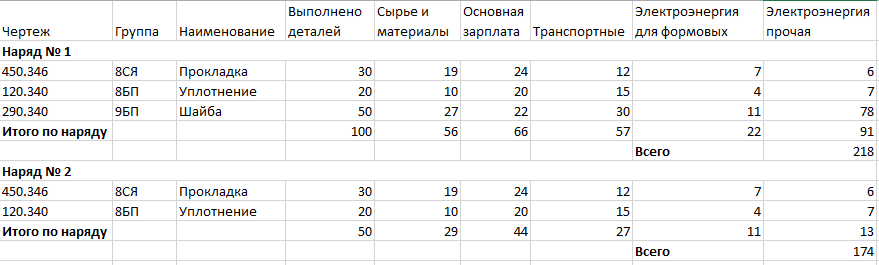 Чертеж Группа Наименование Выполнено деталей Сырье и материалы Основная зарплата Транспортные Электроэнергия для формовых Электроэнергия прочая
Наряд № 1
450.346 8СЯ Прокладка 30 19 24 12 7 6
120.340 8БП Уплотнение 20 10 20 15 4 7
290.340 9БП Шайба 50 27 22 30 11 78
Итого по наряду 100 56 66 57 22 91
Всего 218
Наряд № 2
450.346 8СЯ Прокладка 30 19 24 12 7 6
120.340 8БП Уплотнение 20 10 20 15 4 7
Итого по наряду 50 29 44 27 11 13
Всего 174